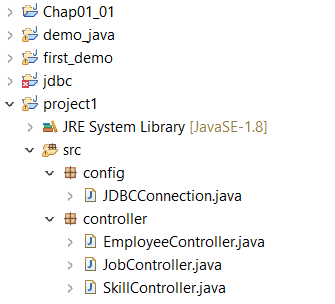 Chap01_01
demo_java
first_demo
jdbc
project1
JRE System Library [JavaSE-1.8]
src
config
JDBCConnection.java
controller
EmployeeController.java
JobController.java
SkillController.java